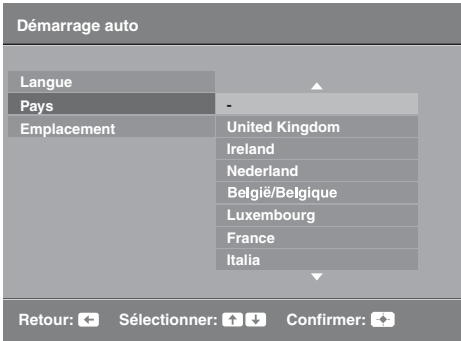 Démarrage auto
Langue
Pays
-
Emplacement
United Kingdom
Ireland
Nederland
België/Belgique
Luxembourg
France
Italia
Retour: Sélectionner: Confirmer: